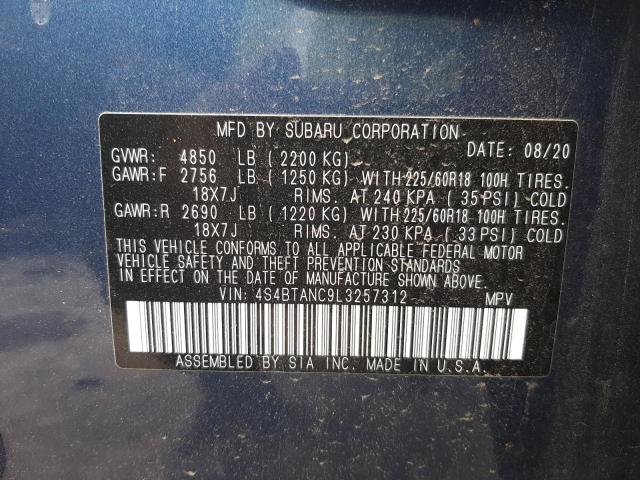 MFD BY SUBARU CORPORATION
DATE: 08/20
GVWR: 4850 LB (2200 KG)
GAWR:F 2756 LB (1250 KG) WITH 225/60R18 100H TIRES.
18X7J RIMS. AT 240 KPA (35 PSI) COLD
GAWR:R 2690 LB (1220 KG) WITH 225/60R18 100H TIRES.
18X7J RIMS. AT 230 KPA (33 PSI) COLD
THIS VEHICLE CONFORMS TO ALL APPLICABLE FEDERAL MOTOR
VEHICLE SAFETY AND THEFT PREVENTION STANDARDS IN
EFFECT ON THE DATE OF MANUFACTURE SHOWN ABOVE.
VIN: 4S4BTANC9L3257312 MPV
ASSEMBLED BY SIA INC. MADE IN U.S.A.